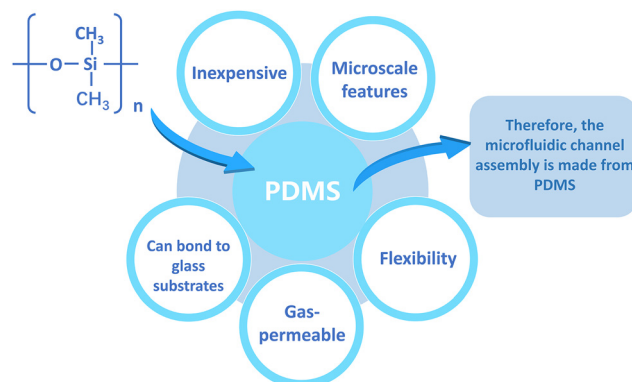 CH3
O
Si
CH3
n
Inexpensive
Microscale
features
PDMS
Therefore, the
microfluidic channel
assembly is made from
PDMS
Can bond to
glass
substrates
Flexibility
Gas-
permeable